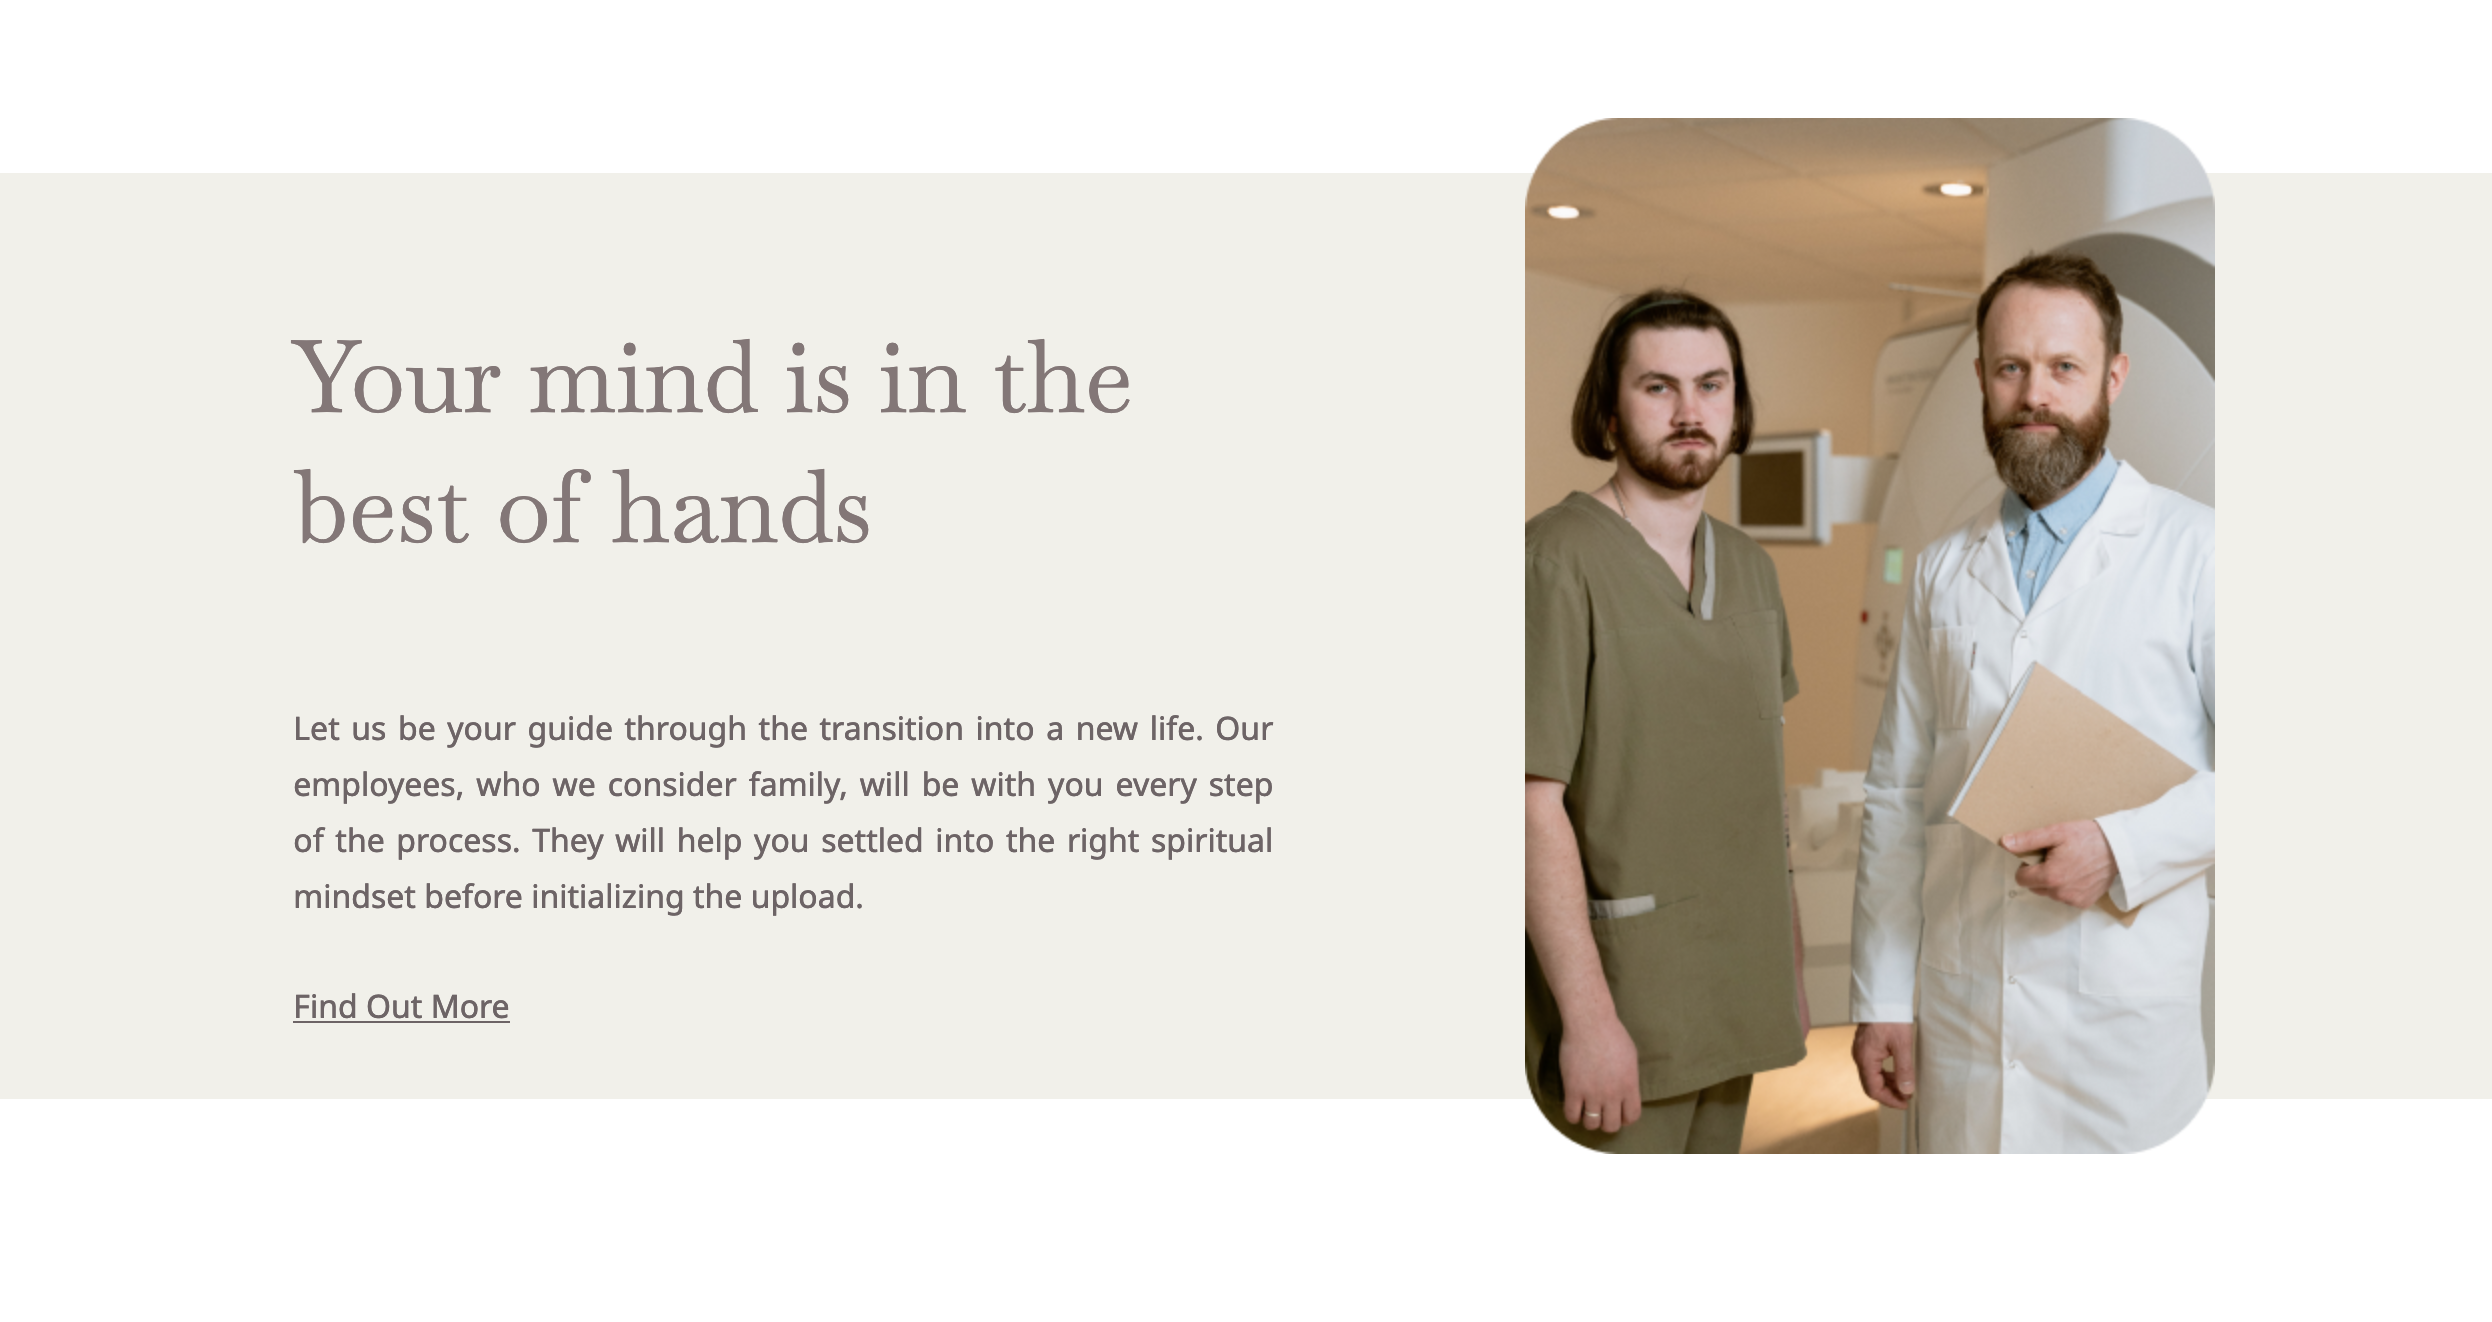 Your mind is in the
best of hands
Let us be your guide through the transition into a new life. Our
employees, who we consider family, will be with you every step
of the process. They will help you settled into the right spiritual
mindset before initializing the upload.
Find Out More